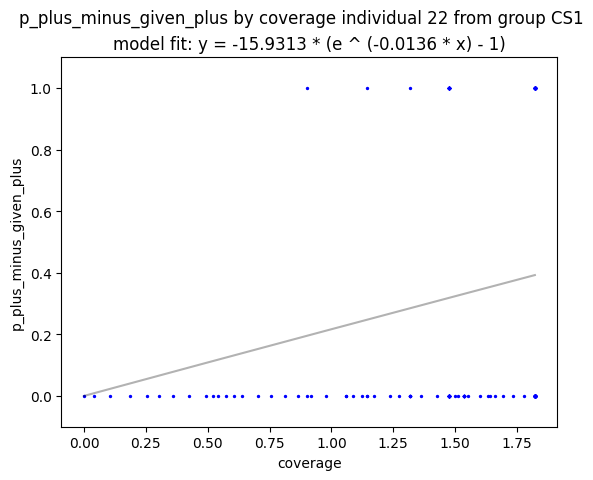 p_plus_minus_given_plus by coverage individual 22 from group CS1
model fit: y = -15.9313 * (e ^ (-0.0136 * x) - 1)
p_plus_minus_given_plus
1.0
0.8
0.6
0.4
0.2
0.0
0.00 0.25 0.50 0.75 1.00 1.25 1.50 1.75
coverage